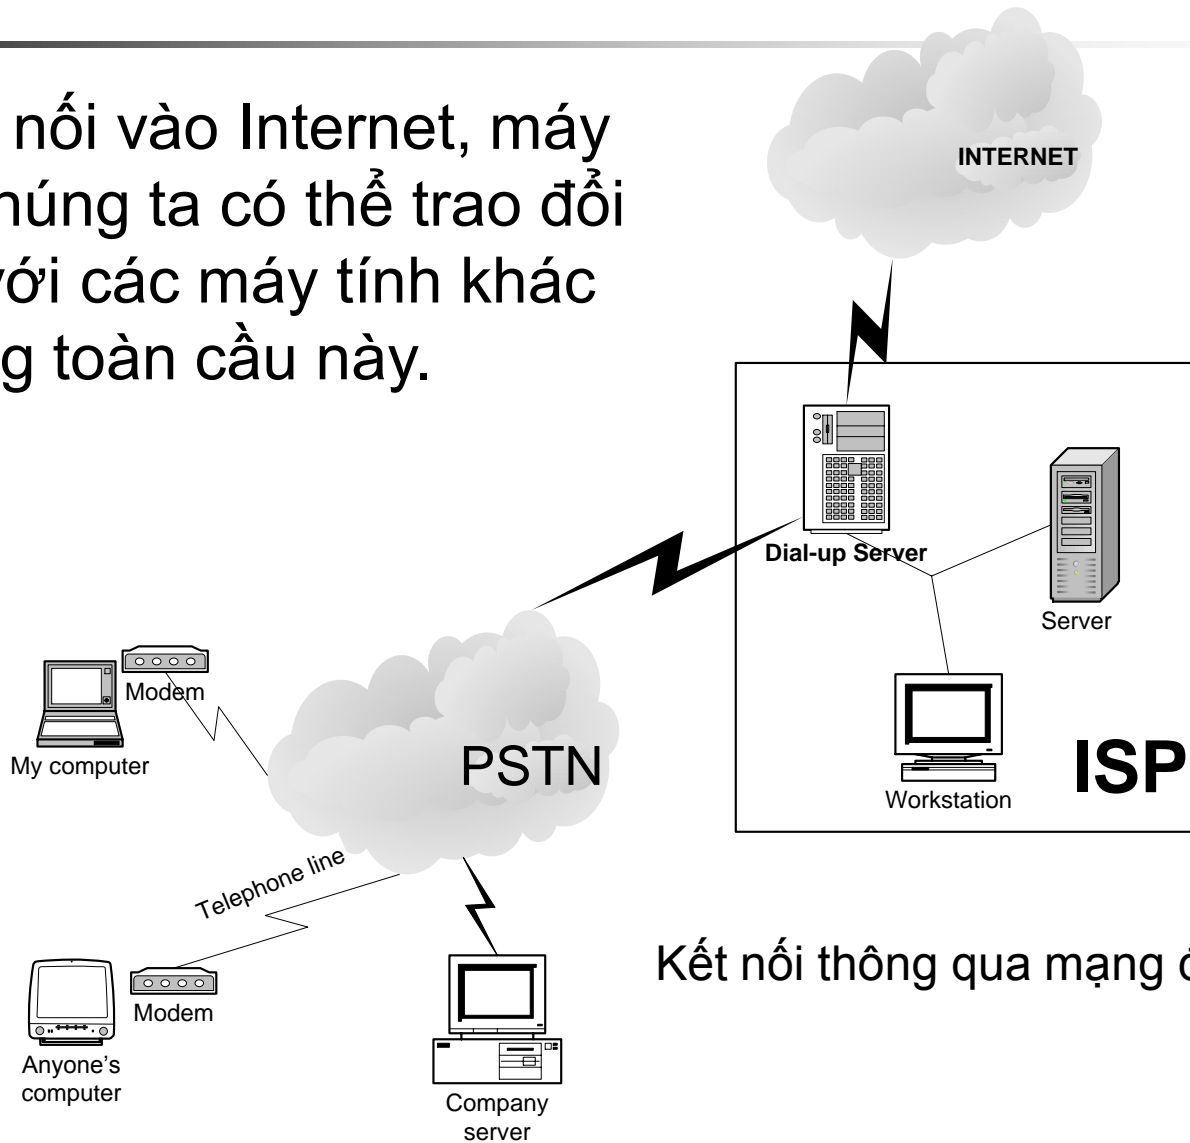 nối vào Internet, máy
húng ta có thể trao đổi
với các máy tính khác
g toàn cầu này.
INTERNET
Dial-up Server
Server
Modem
My computer
PSTN
Workstation
ISP
Telephone line
Kết nối thông qua mạng
Modem
Anyone’s
computer
Company
server